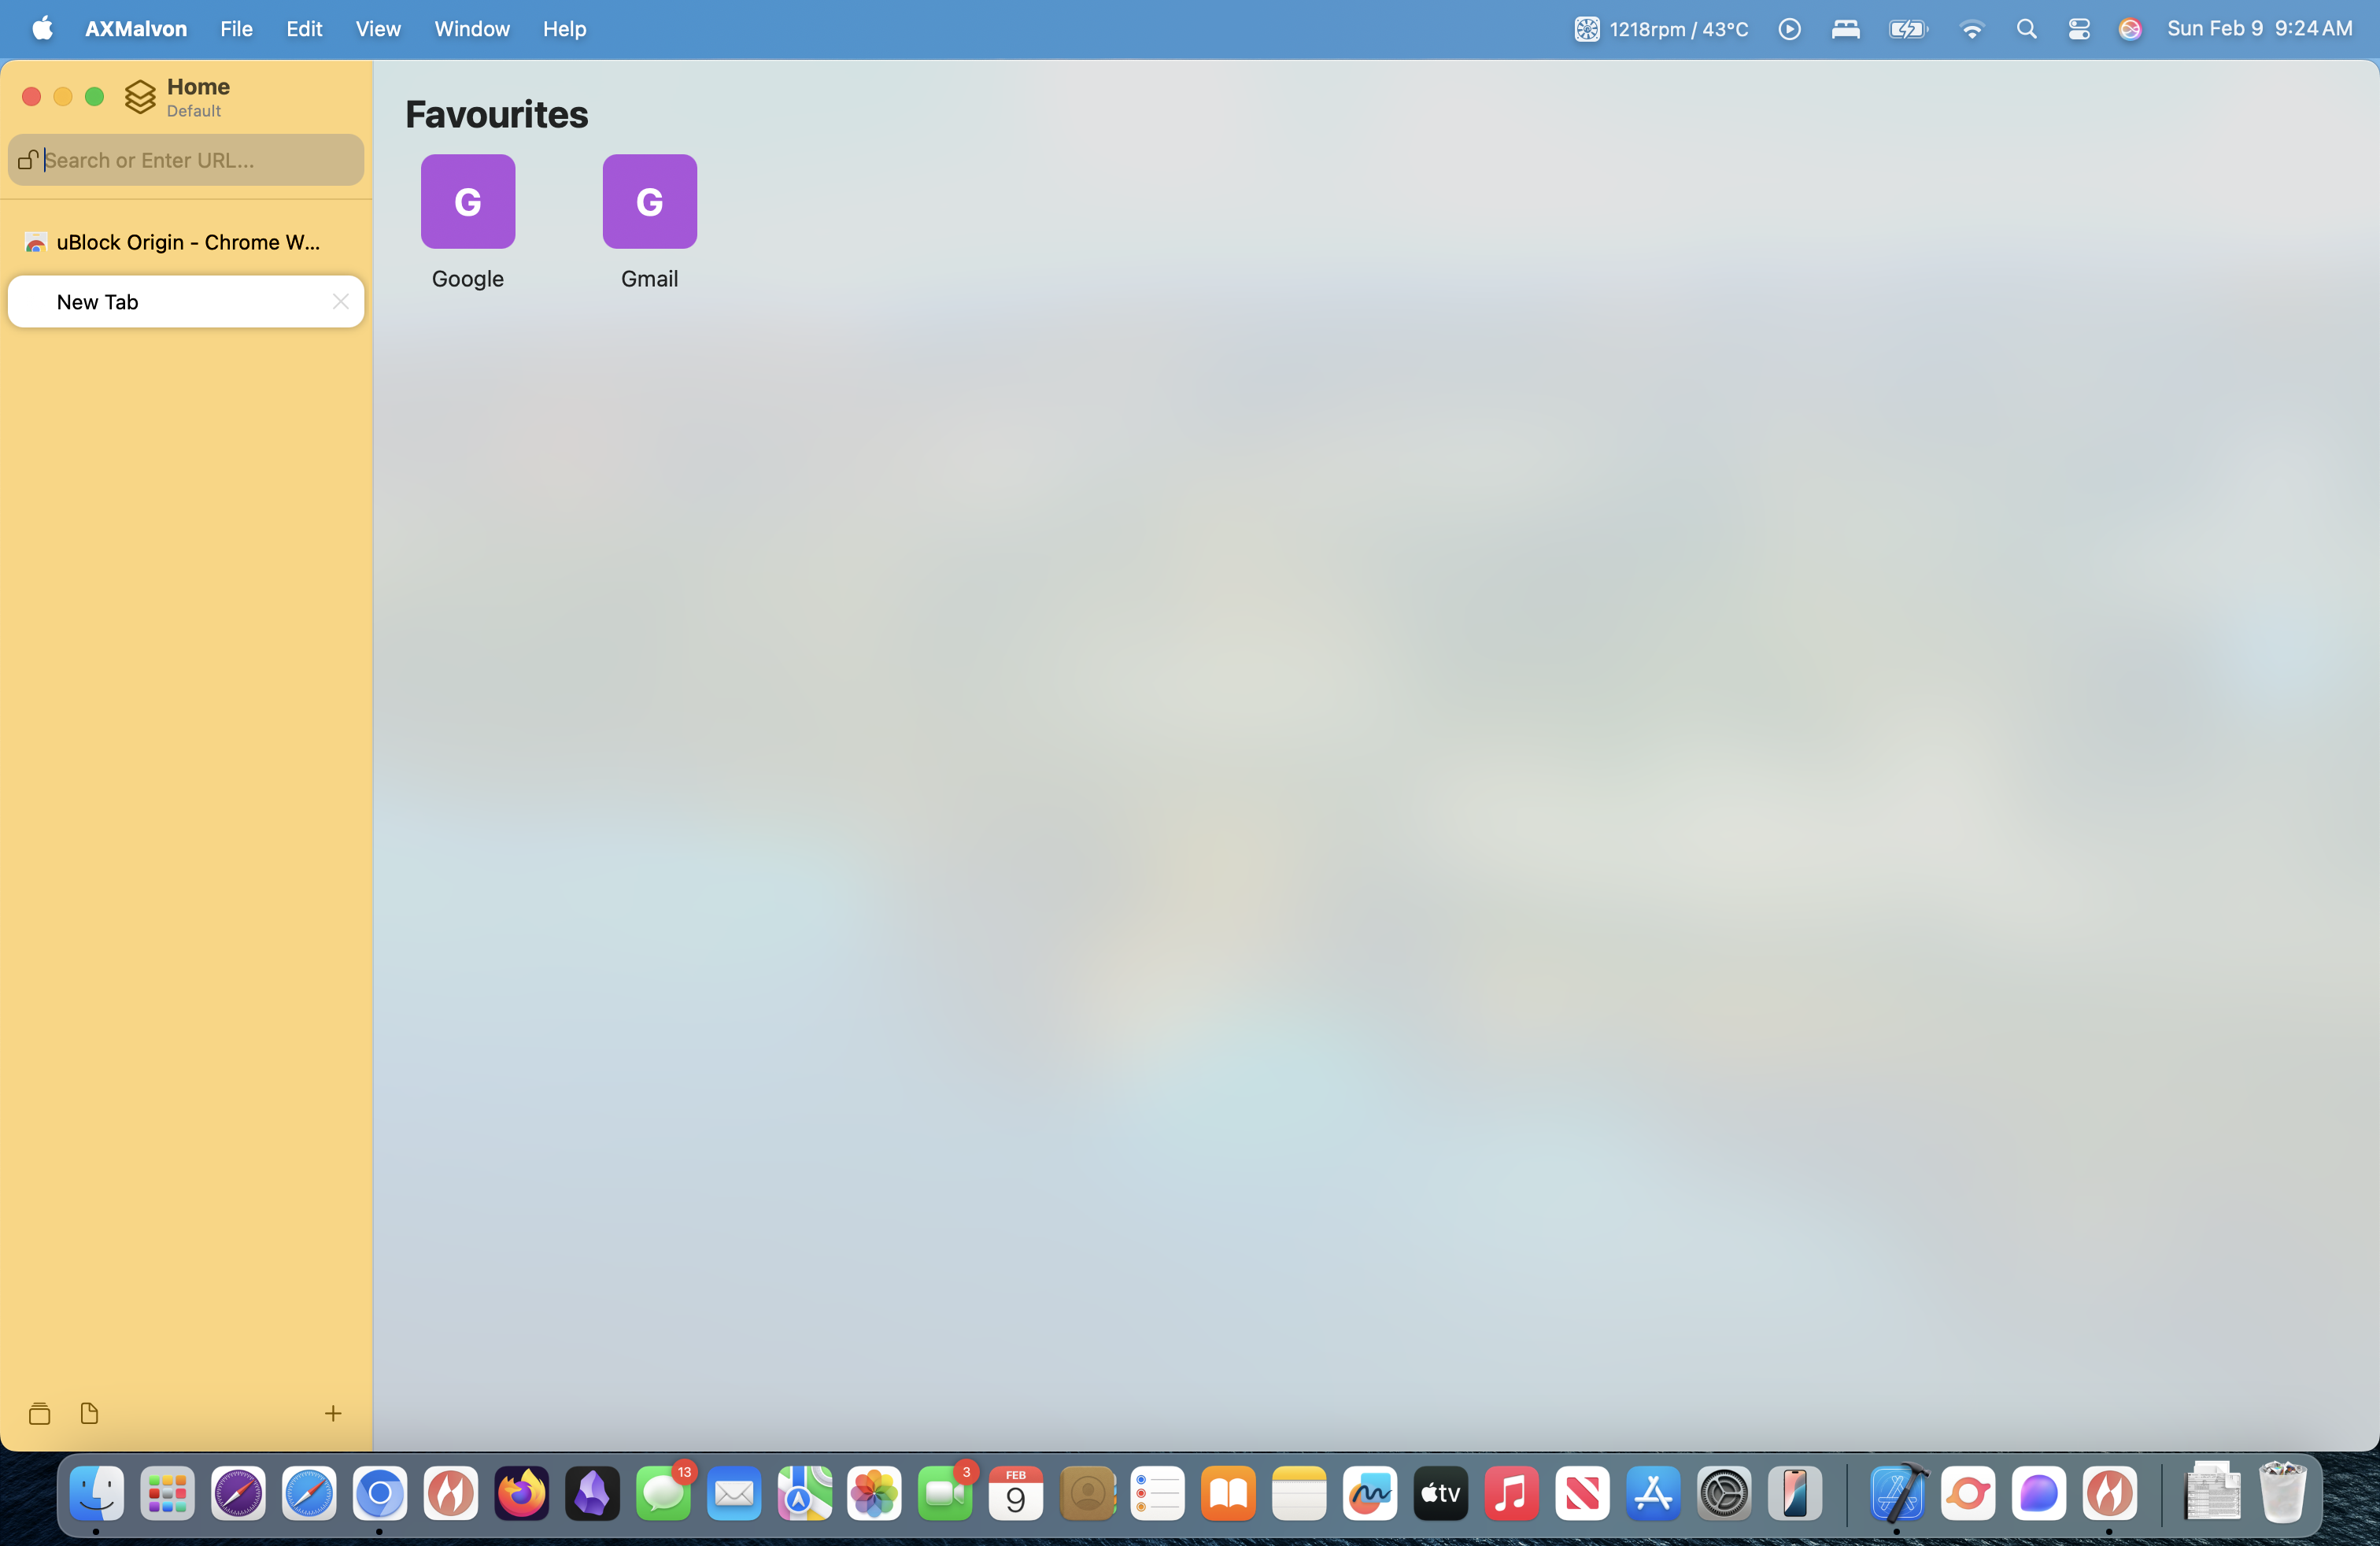 AXMalvon File Edit View Window Help 1218rpm / 43°C Sun Feb 9 9:24 AM
Home
Default
Search or Enter URL...
uBlock Origin - Chrome W...
New Tab
Favourites
G G
Google Gmail
13
3
FEB
9
tv